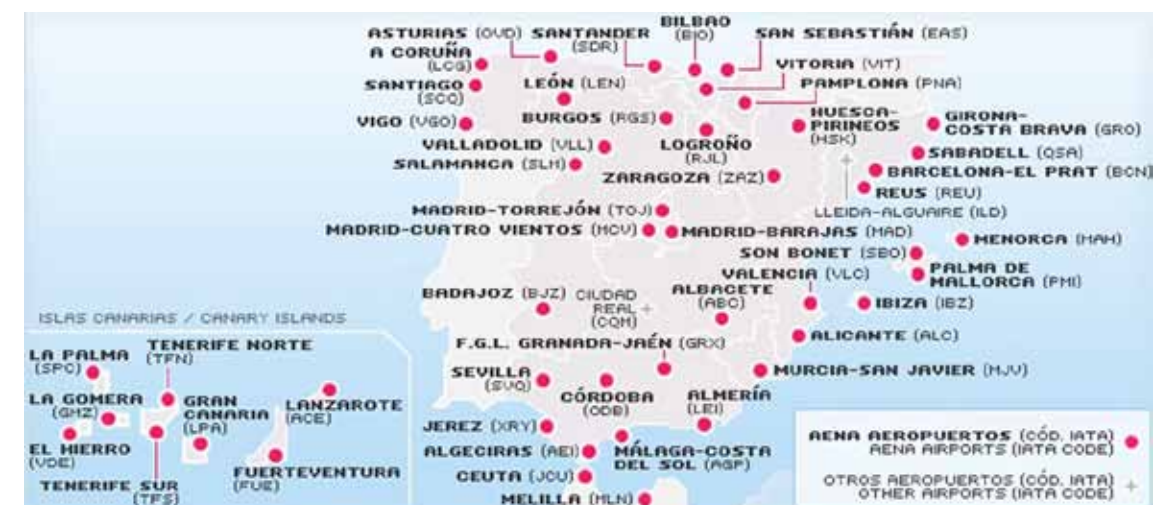 BILBAO
(BIO)
ASTURIAS (OVD)
SANTANDER
(SDR)
SAN SEBASTIÁN (EAS)
A CORUÑA
(LCG)
VITORIA (VIT)
SANTIAGO
(SCQ)
LEÓN (LEN)
PAMPLONA (PNA)
VIGO (VGO)
BURGOS (RGS)
HUESCA-
PIRINEOS
(HSK)
GIRONA-
COSTA BRAVA (GRO)
VALLADOLID (VLL)
LOGROÑO
(RJL)
SABADELL (QSA)
SALAMANCA (SLM)
ZARAGOZA (ZAZ)
BARCELONA-EL PRAT (BCN)
REUS (REU)
MADRID-TORREJÓN (TOJ)
LLEIDA-ALGUAIRE (ILD)
MADRID-CUATRO VIENTOS (MCV)
MADRID-BARAJAS (MAD)
MENORCA (MAH)
SON BONET (SBO)
VALENCIA (VLC)
PALMA DE
MALLORCA (PMI)
BADAJOZ (BJZ)
CIUDAD
REAL
(CQM)
ALBACETE
(ABC)
IBIZA (IBZ)
ALICANTE (ALC)
F.G.L. GRANADA-JAÉN (GRX)
SEVILLA
(SVQ)
MURCIA-SAN JAVIER (MJV)
CÓRDOBA
(ODB)
ALMERÍA
(LEI)
JEREZ (XRY)
ALGECIRAS (AEI)
MÁLAGA-COSTA
DEL SOL (AGP)
CEUTA (JCU)
MELILLA (MLN)
ISLAS CANARIAS / CANARY ISLANDS
LA PALMA
(SPC)
TENERIFE NORTE
(TFN)
LA GOMERA
(GMZ)
GRAN
CANARIA
(LPA)
LANZAROTE
(ACE)
EL HIERRO
(VDE)
FUERTEVENTURA
(FUE)
TENERIFE SUR
(TFS)
AENA AEROPUERTOS (CÓD. IATA)
AENA AIRPORTS (IATA CODE)
OTROS AEROPUERTOS (CÓD. IATA)
OTHER AIRPORTS (IATA CODE)